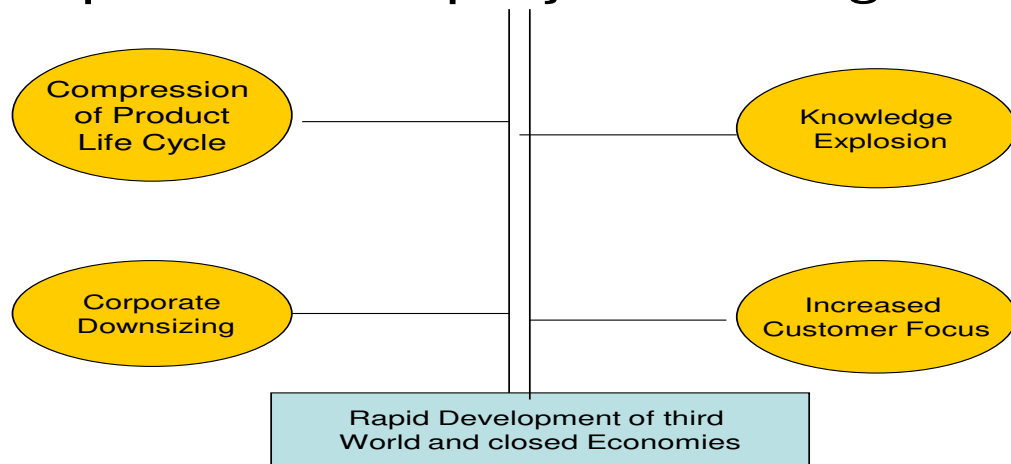 Compression
of Product
Life Cycle
Knowledge
Explosion
Corporate
Downsizing
Increased
Customer Focus
Rapid Development of third
World and closed Economies